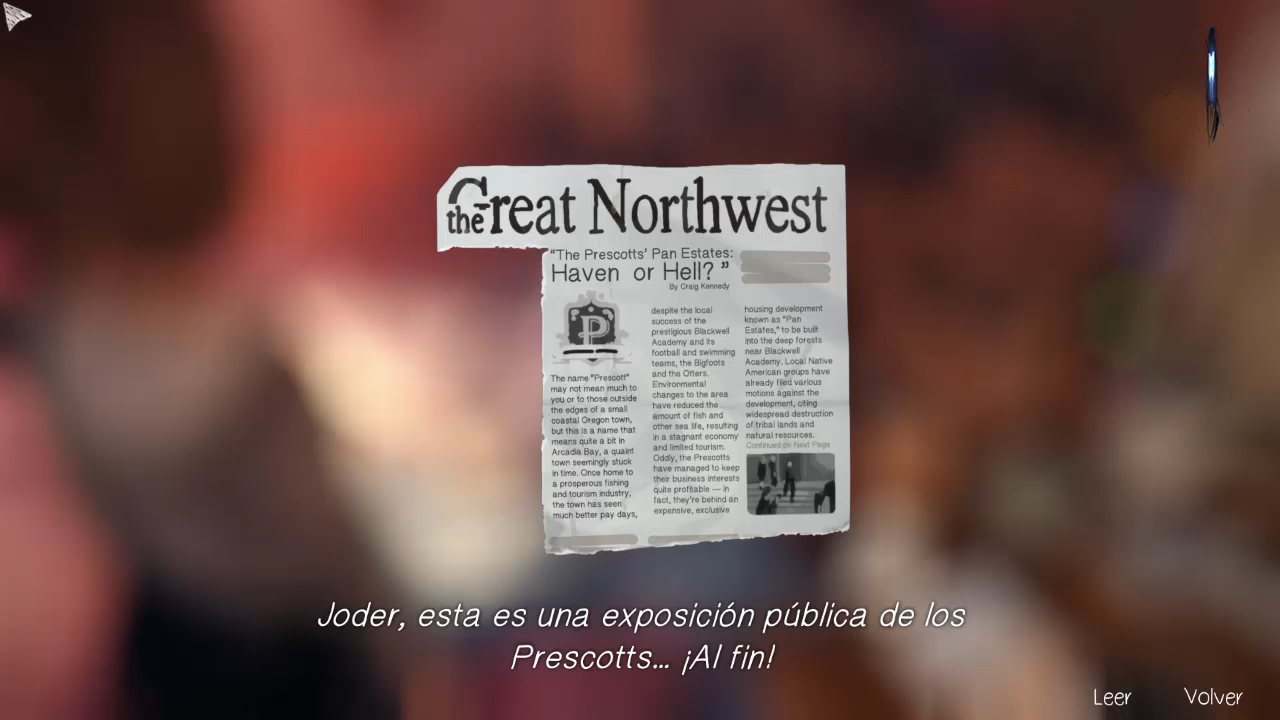 the Great Northwest
"The Prescotts' Pan Estates:
Haven or Hell?"
By Craig Kennedy
P
The name "Prescott"
may not mean much to
you or to those outside
the edges of a small
coastal Oregon town,
but this is a name that
means quite a bit in
Arcadia Bay, a quaint
town seemingly stuck
in time. Once home to
a prosperous fishing
and tourism industry,
the town has seen
much better pay days,
despite the local
success of the
prestigious Blackwell
Academy and its
football and swimming
teams, the Bigfoots
and the Otters.
Environmental
changes to the area
have reduced the
amount of fish and
other sea life, resulting
in a stagnant economy
and limited tourism.
Oddly, the Prescotts
have managed to keep
their business interests
quite profitable — in
fact, they're behind an
expensive, exclusive
housing development
known as "Pan
Estates," to be built
into the deep forests
near Blackwell
Academy. Local Native
American groups have
already filed various
motions against the
development, citing
widespread destruction
of tribal lands and
natural resources.
Continued on Next Page
Joder, esta es una exposición pública de los
Prescotts... ¡Al fin!
Leer
Volver